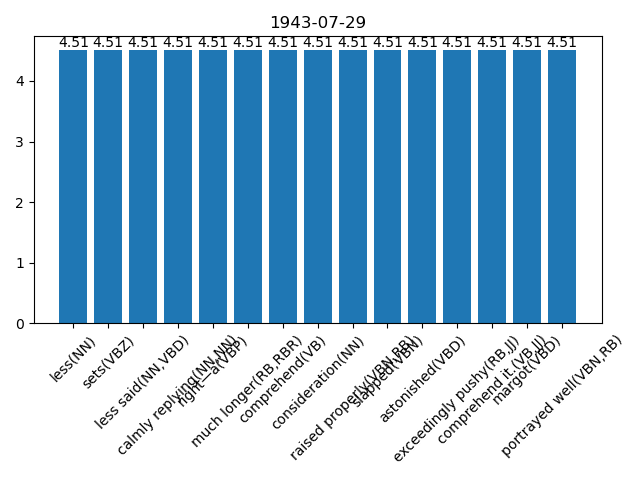 1943-07-29
4.51 4.51 4.51 4.51 4.51 4.51 4.51 4.51 4.51 4.51 4.51 4.51 4.51 4.51 4.51
4
3
2
1
0
less(NN)
sets(VBZ)
less said(NN,VBD)
calmly replying(NN,NN)
right—a(VBP)
much longer(RB,RBR)
comprehend(VB)
consideration(NN)
raised properly(VBN,RB)
slapped(VBN)
astonished(VBD)
exceedingly pushy(RB,JJ)
comprehend it.(VB,JJ)
margot(VBD)
portrayed well(VBN,RB)